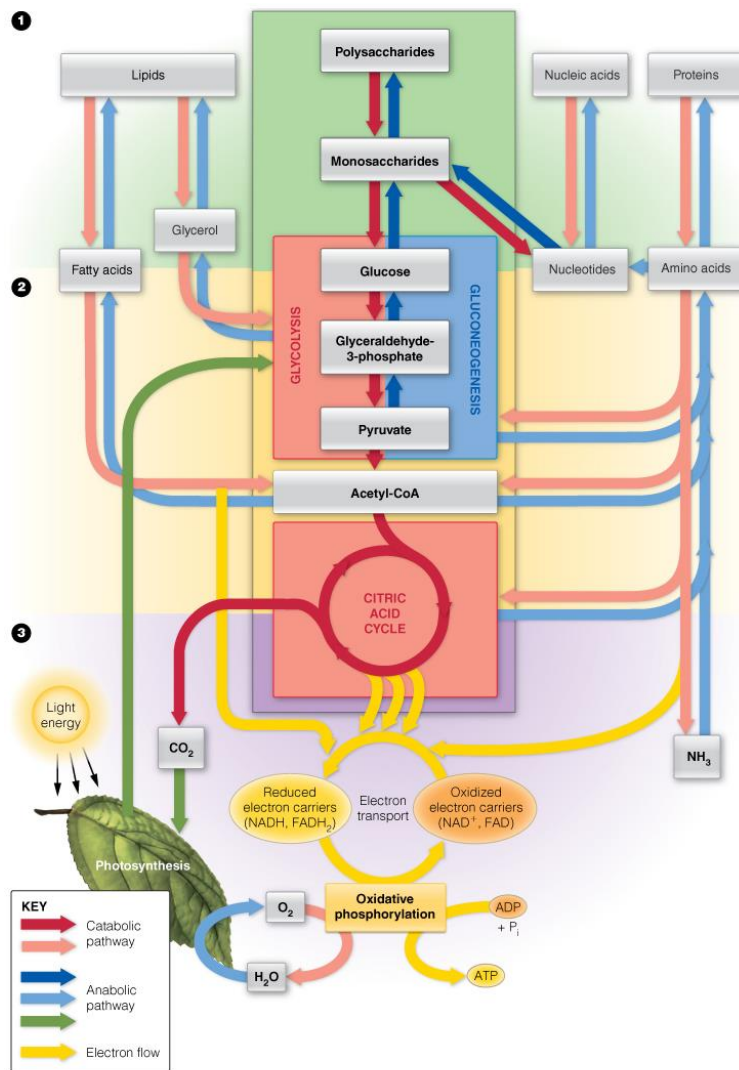 1
Polysaccharides
Lipids
Nucleic acids
Proteins
Monosaccharides
Glycerol
Fatty acids
Glucose
Nucleotides
Amino acids
2
GLYCOLYSIS
GLUCONEOGENESIS
Glyceraldehyde-
3-phosphate
Pyruvate
Acetyl-CoA
CITRIC
ACID
CYCLE
3
Light
energy
CO₂
NH₃
Reduced
electron carriers
(NADH, FADH₂)
Electron
transport
Oxidized
electron carriers
(NAD⁺, FAD)
Photosynthesis
Oxidative
phosphorylation
O₂
H₂O
ADP
+ Pᵢ
ATP
KEY
Catabolic
pathway
Anabolic
pathway
Electron flow